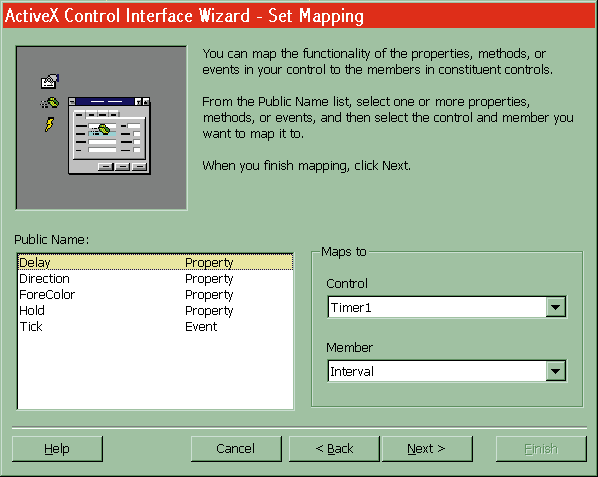 ActiveX Control Interface Wizard - Set Mapping
You can map the functionality of the properties, methods, or
events in your control to the members in constituent controls.
From the Public Name list, select one or more properties,
methods, or events, and then select the control and member you
want to map it to.
When you finish mapping, click Next.
Public Name:
Delay Property
Direction Property
ForeColor Property
Hold Property
Tick Event
Maps to
Control
Timer1
Member
Interval
Help Cancel < Back Next > Finish